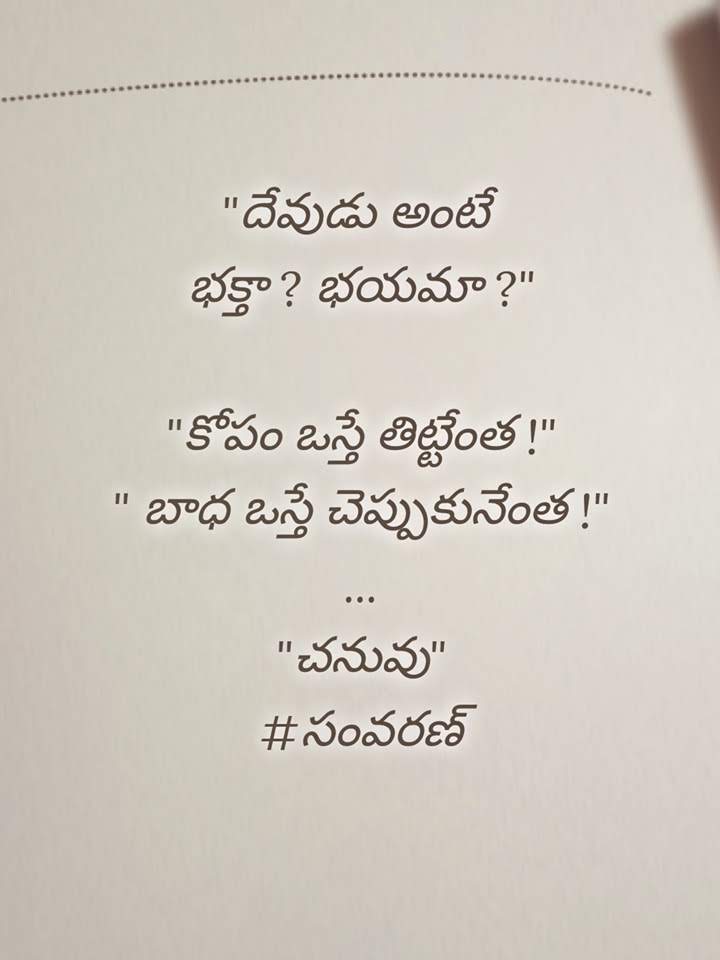 "దేవుడు అంటే
భక్తా ? భయమా ?"
"కోపం ఒస్తే తిట్టేంత !"
" బాధ ఒస్తే చెప్పుకునేంత !"
...
"చనువు"
#సంవరణ్